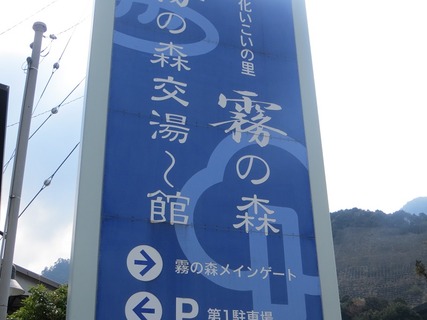 化いこいの里
霧の森
の森交湯～館
霧の森メインゲート
P 第1駐車場